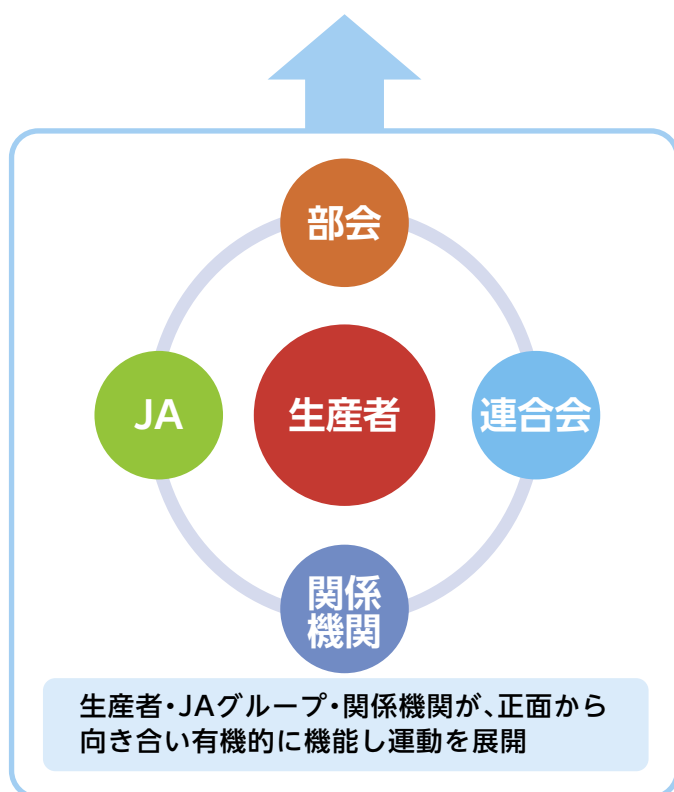 部会
JA
生産者
連合会
関係
機関
生産者・JAグループ・関係機関が、正面から
向き合い有機的に機能し運動を展開